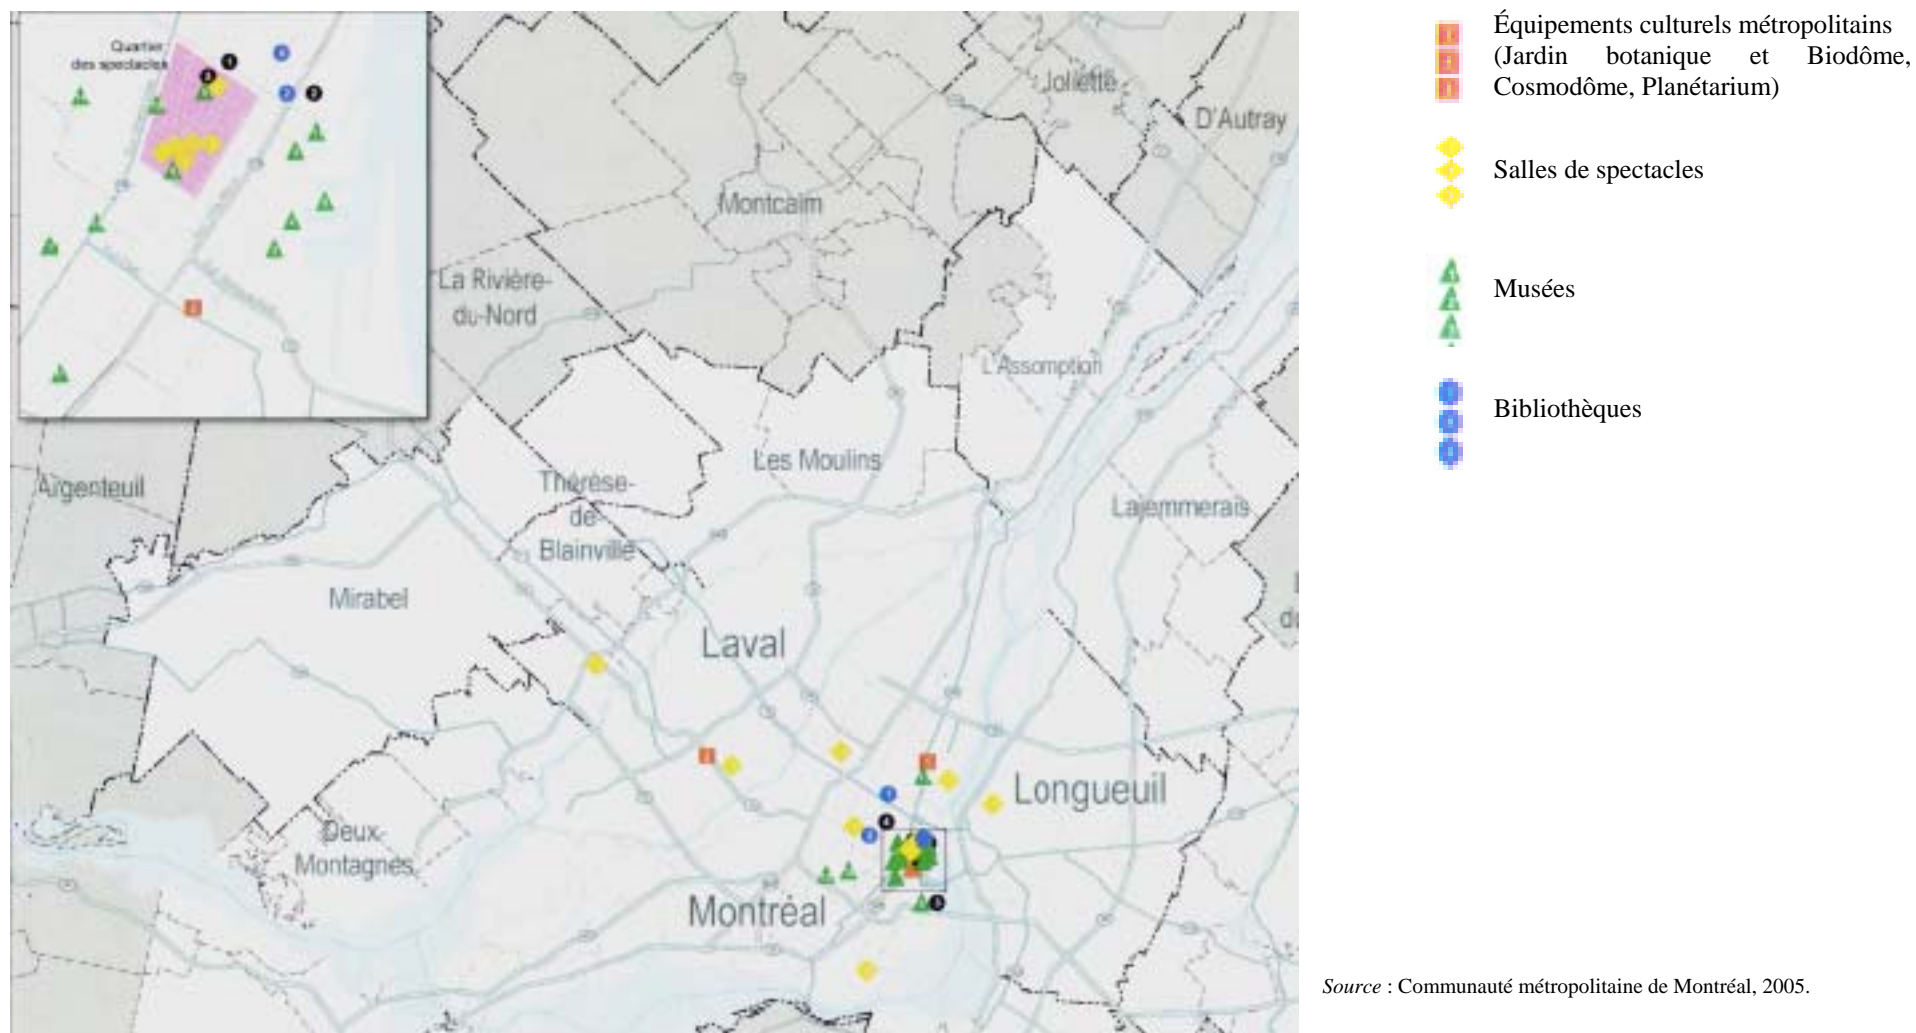 Quartier
des spectacles
Joliette
D'Autray
Montcalm
La Rivière-
du-Nord
L'Assomption
Les Moulins
Argenteuil
Thérèse-
de-
Blainville
Lajemmerais
Mirabel
Laval
Longueuil
Deux-
Montagnes
Montréal
Équipements culturels métropolitains
(Jardin botanique et Biodôme,
Cosmodôme, Planétarium)
Salles de spectacles
Musées
Bibliothèques
Source : Communauté métropolitaine de Montréal, 2005.